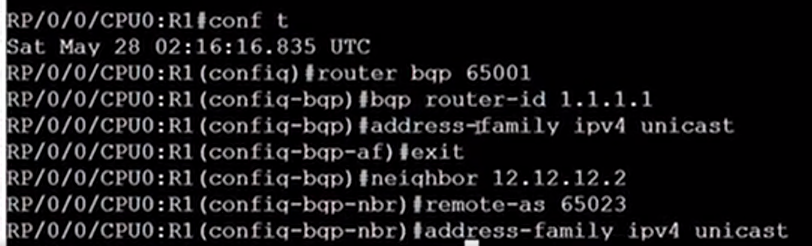 RP/0/0/CPU0:R1#conf t
Sat May 28 02:16:16.835 UTC
RP/0/0/CPU0:R1(config)#router bgp 65001
RP/0/0/CPU0:R1(config-bgp)#bgp router-id 1.1.1.1
RP/0/0/CPU0:R1(config-bgp)#address-family ipv4 unicast
RP/0/0/CPU0:R1(config-bgp-af)#exit
RP/0/0/CPU0:R1(config-bgp)#neighbor 12.12.12.2
RP/0/0/CPU0:R1(config-bgp-nbr)#remote-as 65023
RP/0/0/CPU0:R1(config-bgp-nbr)#address-family ipv4 unicast